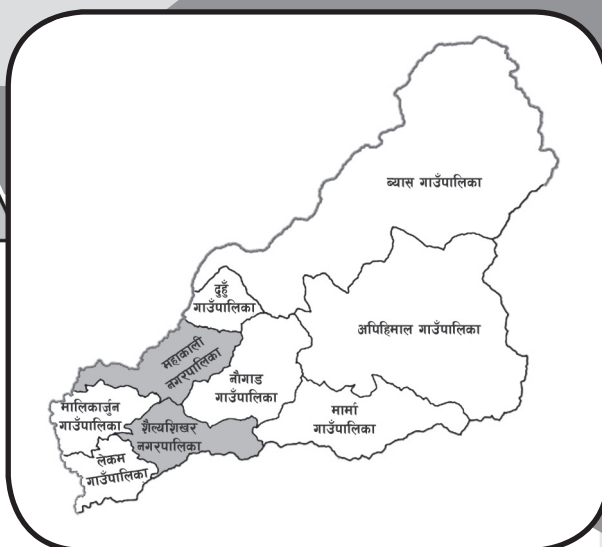 ब्यास गाउँपालिका
दुहुँ
गाउँपालिका
अपिहिमाल गाउँपालिका
महाकाली
नगरपालिका
नौगाड
गाउँपालिका
मार्मा
गाउँपालिका
मालिकार्जुन
गाउँपालिका
शैल्यशिखर
नगरपालिका
लेकम
गाउँपालिका